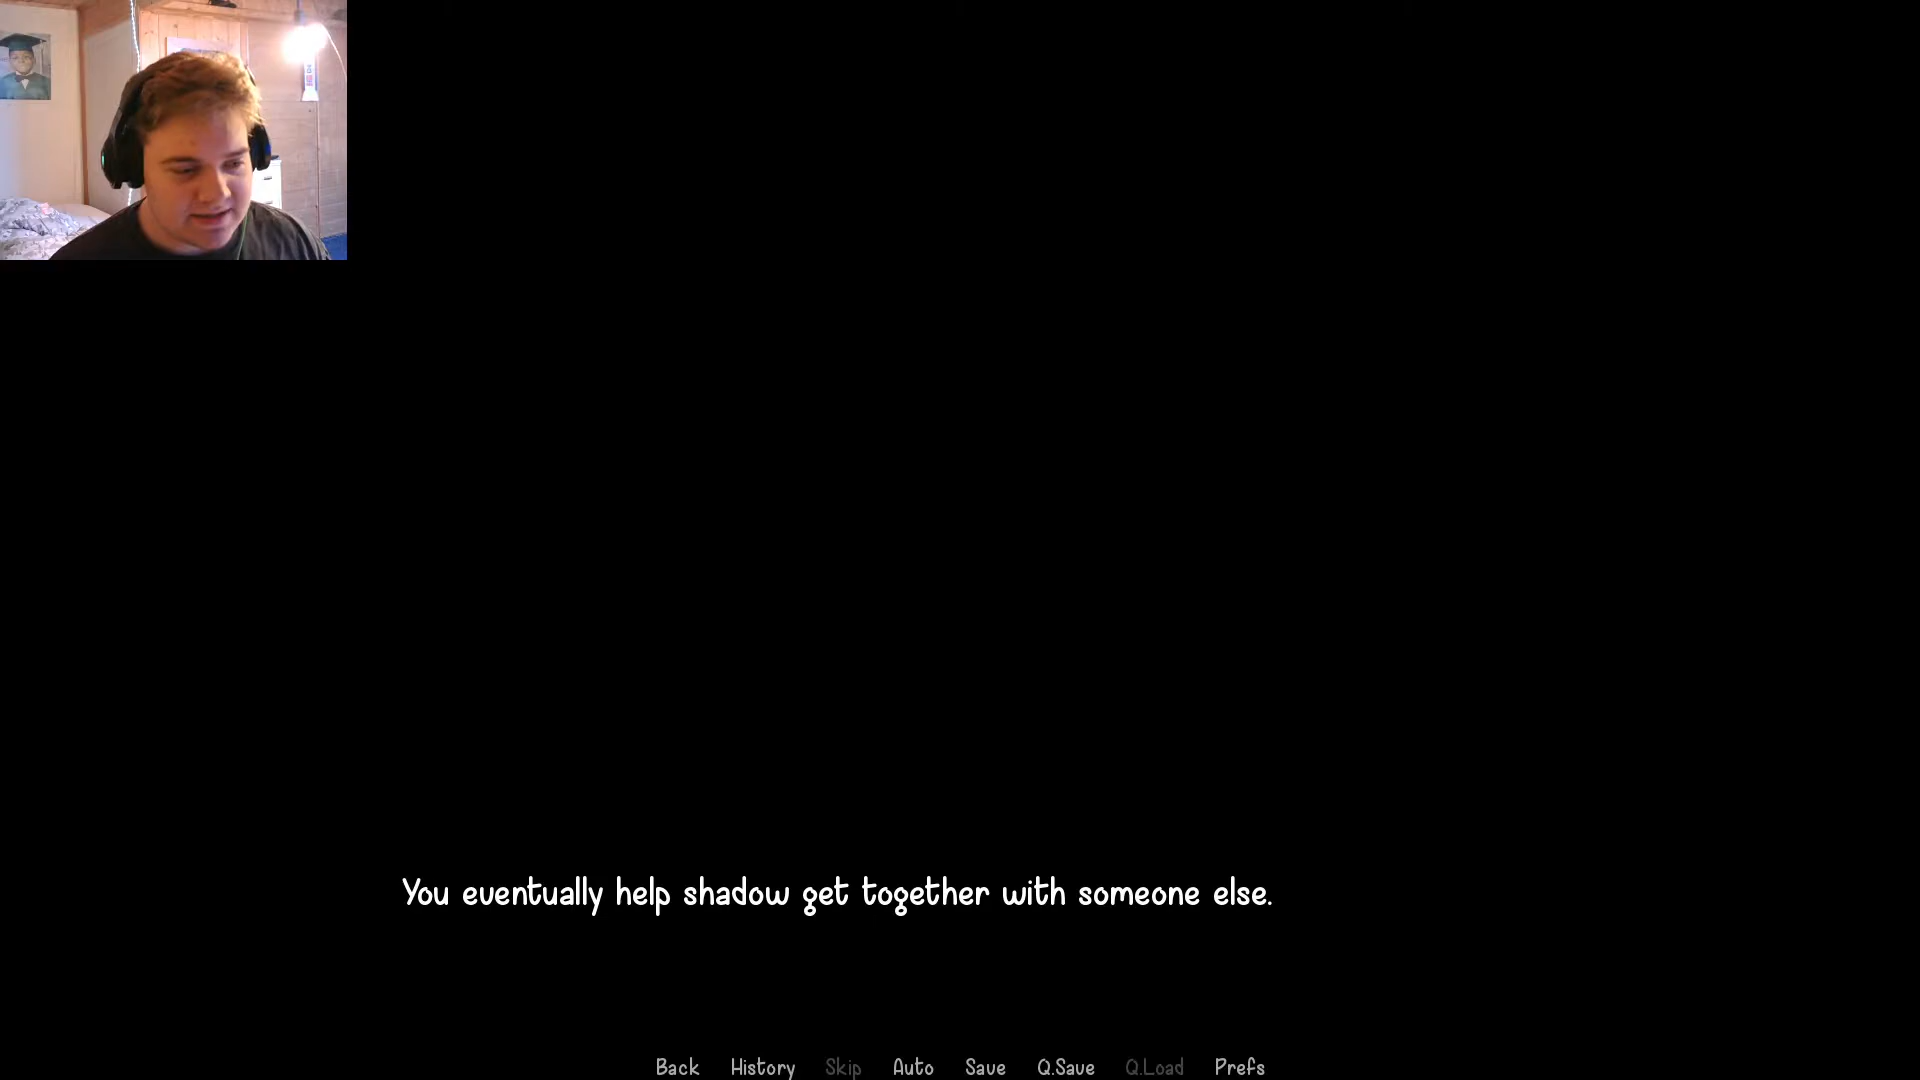 You eventually help shadow get together with someone else.
Back History Skip Auto Save Q.Save Q.Load Prefs